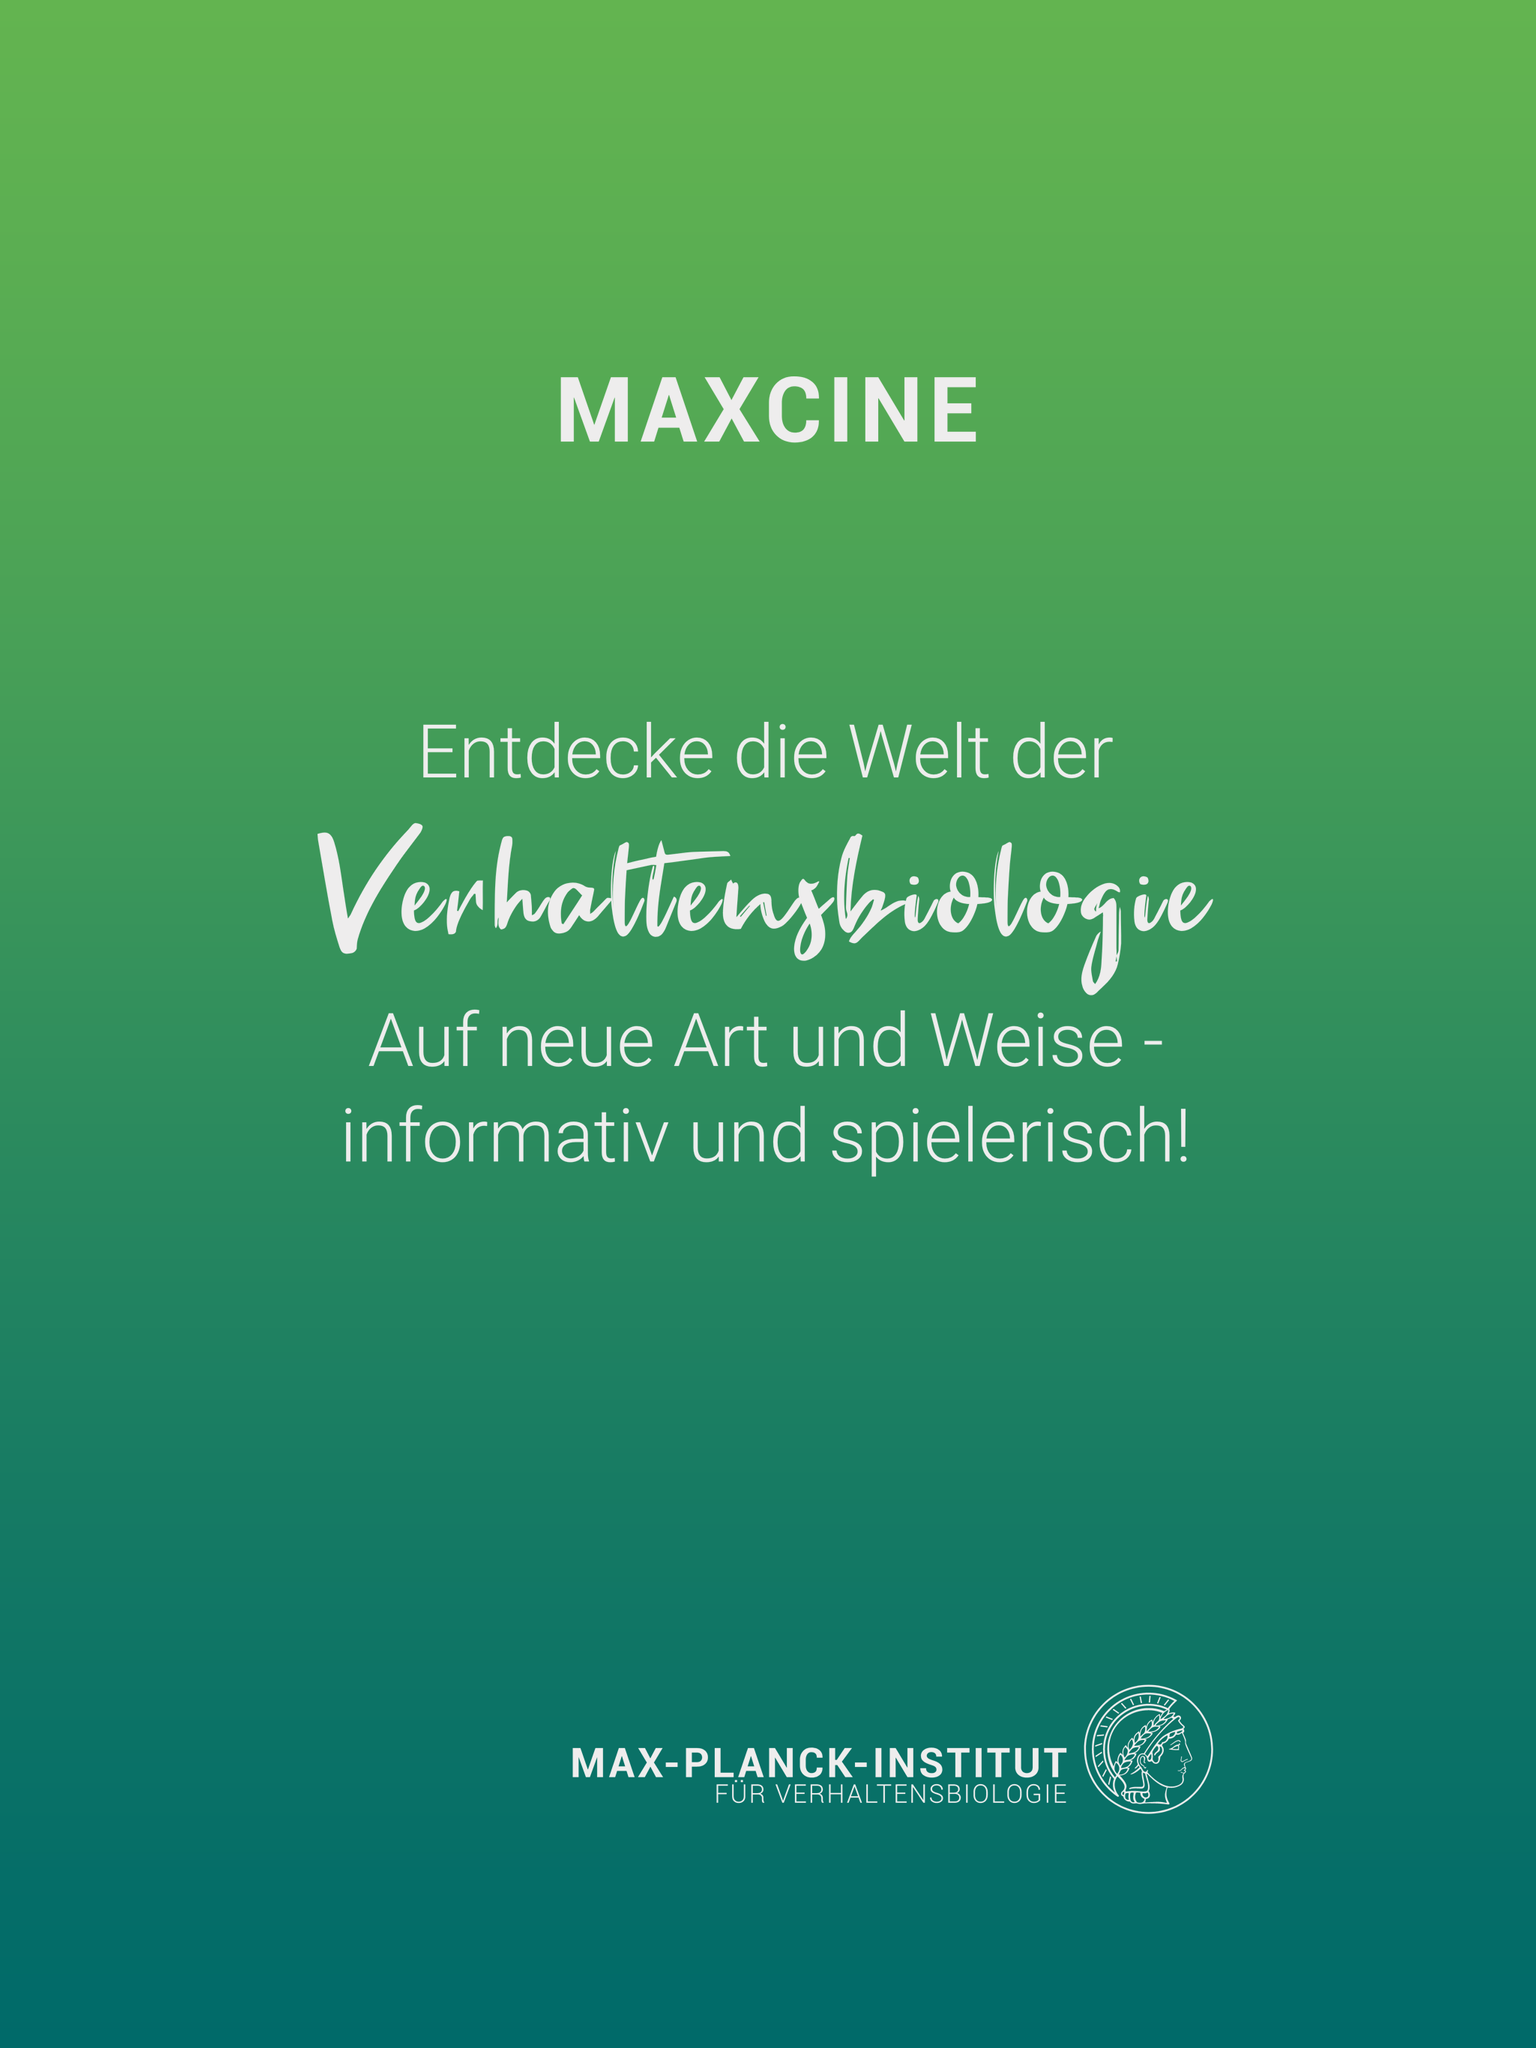 MAXCINE
Entdecke die Welt der
Verhaltensbiologie
Auf neue Art und Weise -
informativ und spielerisch!
MAX-PLANCK-INSTITUT
FÜR VERHALTENSBIOLOGIE